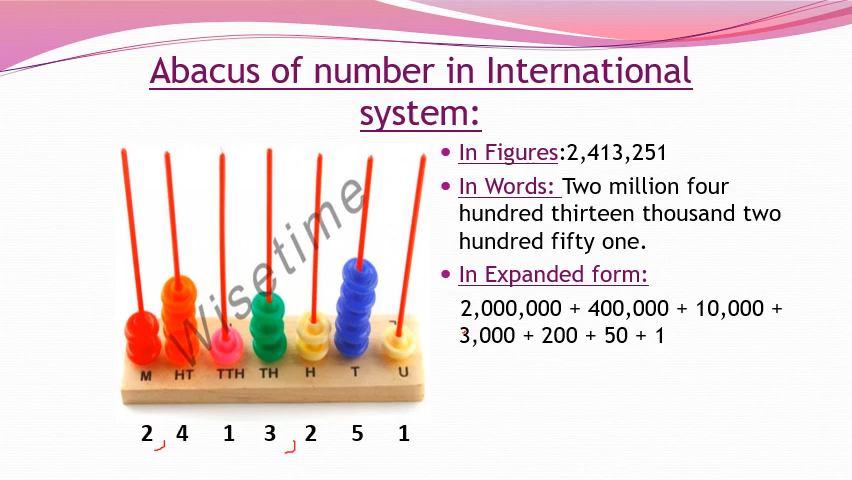 Abacus of number in International
system:
In Figures:2,413,251
In Words: Two million four
hundred thirteen thousand two
hundred fifty one.
In Expanded form:
2,000,000 + 400,000 + 10,000 +
3,000 + 200 + 50 + 1
Wisetime
M HT TTH TH H T U
2 , 4 1 3 , 2 5 1